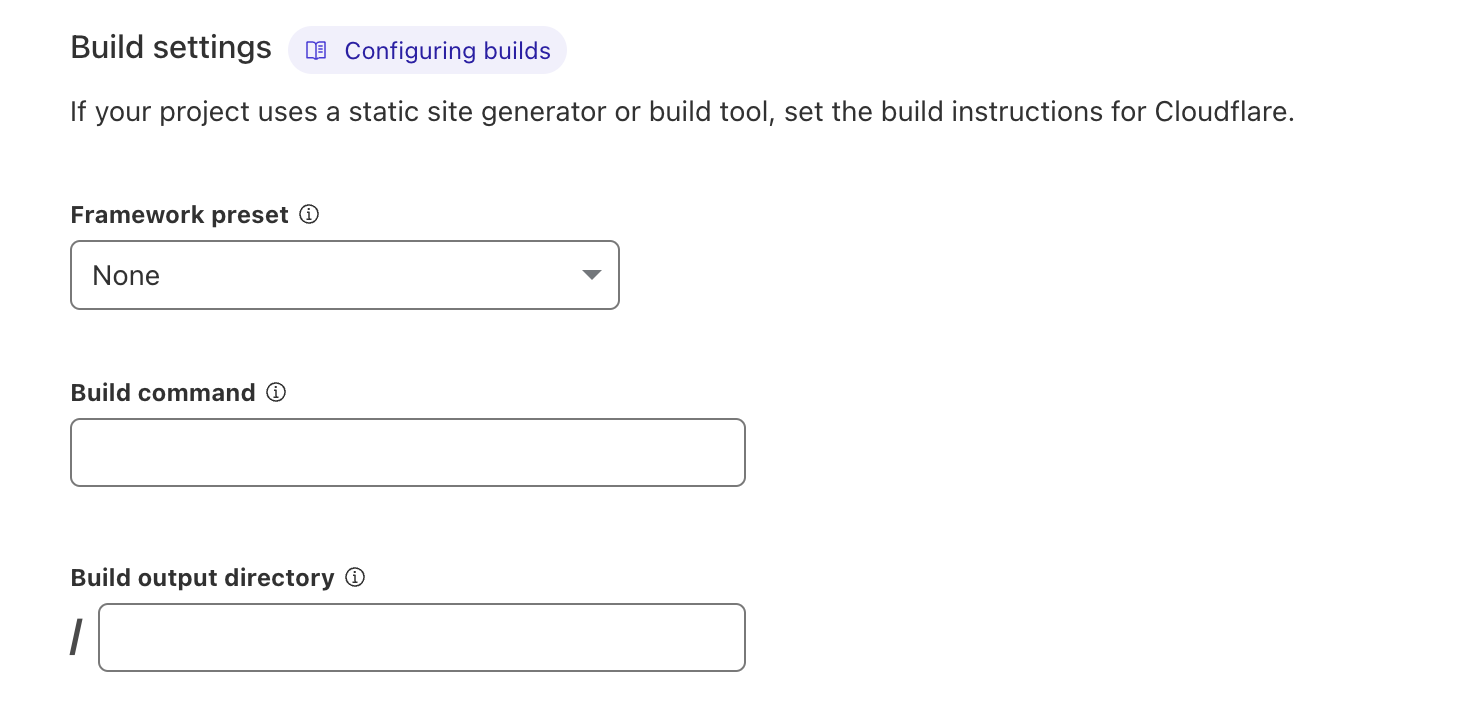 Build settings Configuring builds
If your project uses a static site generator or build tool, set the build instructions for Cloudflare.
Framework preset
None
Build command
Build output directory
/